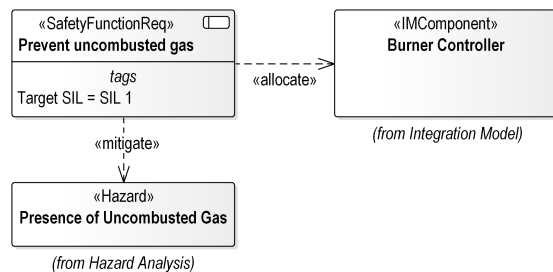 «SafetyFunctionReq»
Prevent uncombusted gas
tags
Target SIL = SIL 1
«allocate»
«IMComponent»
Burner Controller
(from Integration Model)
«mitigate»
«Hazard»
Presence of Uncombusted Gas
(from Hazard Analysis)